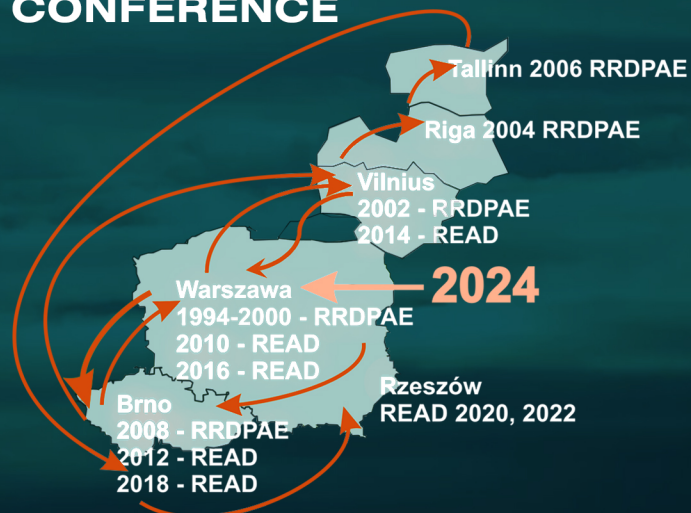 CONFERENCE
Tallinn 2006 RRDPAE
Riga 2004 RRDPAE
Vilnius
2002 - RRDPAE
2014 - READ
2024
Warszawa
1994-2000 - RRDPAE
2010 - READ
2016 - READ
Rzeszów
READ 2020, 2022
Brno
2008 - RRDPAE
2012 - READ
2018 - READ